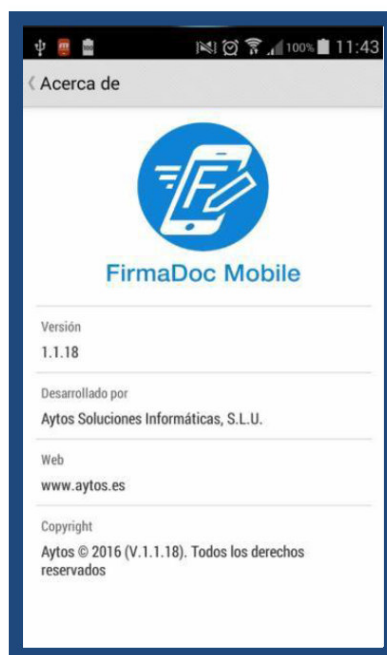 100% 11:43
Acerca de
F
FirmaDoc Mobile
Versión
1.1.18
Desarrollado por
Aytos Soluciones Informáticas, S.L.U.
Web
www.aytos.es
Copyright
Aytos © 2016 (V.1.1.18). Todos los derechos
reservados